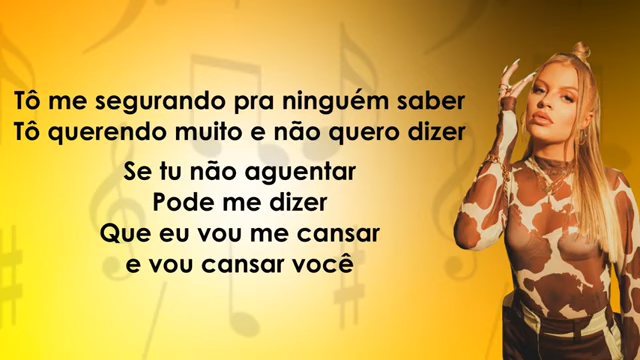 Tô me segurando pra ninguém saber
Tô querendo muito e não quero dizer
Se tu não aguentar
Pode me dizer
Que eu vou me cansar
e vou cansar você